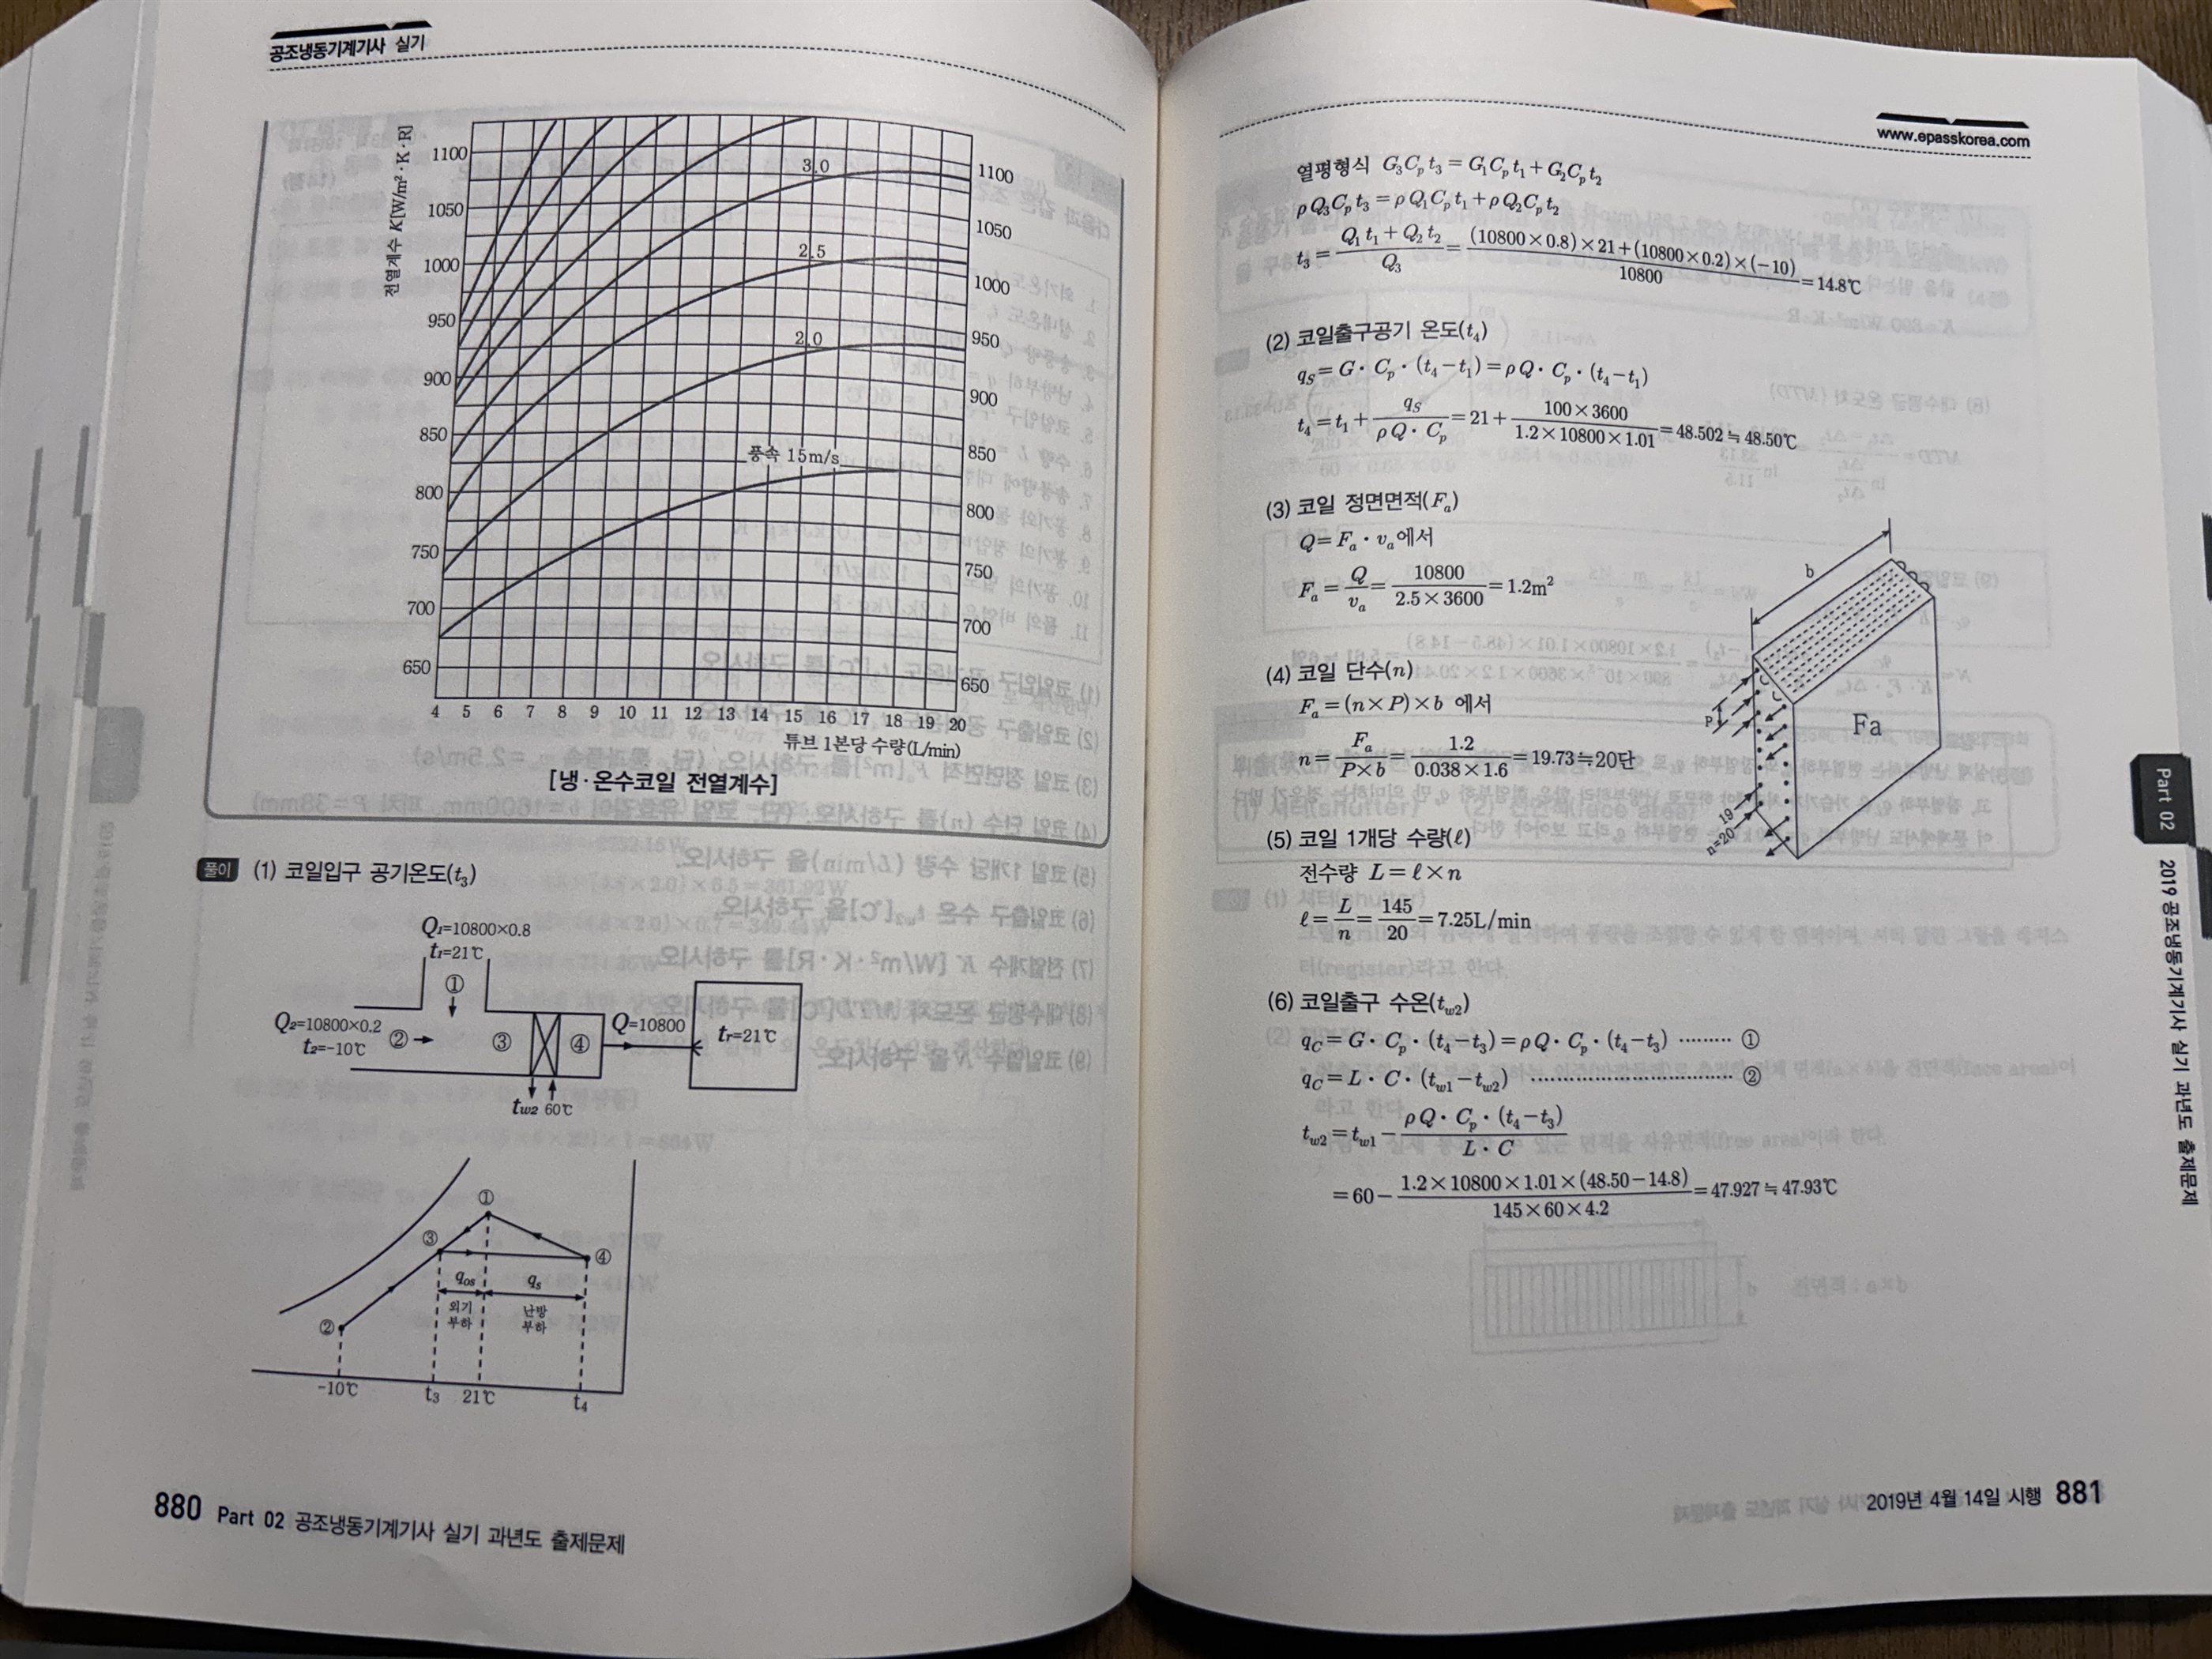 공조냉동기계기사 실기
전열계수 K[W/m²·K·R]
1100
1050
1000
950
900
850
800
750
700
650
3.0
2.5
2.0
풍속 15m/s
1100
1050
1000
950
900
850
800
750
700
650
4 5 6 7 8 9 10 11 12 13 14 15 16 17 18 19 20
튜브 1본당 수량(L/min)
[냉·온수코일 전열계수]
풀이 (1) 코일입구 공기온도(t₃)
Q₁=10800×0.8
t₁=21℃
①
Q₂=10800×0.2
t₂=-10℃
② ③ ④
Q=10800
tr=21℃
tw2 60℃
①
③
④
②
qos qs
외기 부하
난방 부하
-10℃ t₃ 21℃ t₄
880 Part 02 공조냉동기계기사 실기 과년도 출제문제
www.epasskorea.com
열평형식 G₃Cₚt₃=G₁Cₚt₁+G₂Cₚt₂
ρQ₃Cₚt₃=ρQ₁Cₚt₁+ρQ₂Cₚt₂
t₃=(Q₁t₁+Q₂t₂)/Q₃=((10800×0.8)×21+(10800×0.2)×(-10))/10800=14.8℃
(2) 코일출구공기 온도(t₄)
qs=G·Cₚ·(t₄-t₁)=ρQ·Cₚ·(t₄-t₁)
t₄=t₁+qs/(ρQ·Cₚ)=21+(100×3600)/(1.2×10800×1.01)=48.502≒48.50℃
(3) 코일 정면면적(Fₐ)
Q=Fₐ·vₐ에서
Fₐ=Q/vₐ=10800/(2.5×3600)=1.2m²
(4) 코일 단수(n)
Fₐ=(n×P)×b 에서
n=Fₐ/(P×b)=1.2/(0.038×1.6)=19.73≒20단
b
P
Fa
19
n=20
(5) 코일 1개당 수량(ℓ)
전수량 L=ℓ×n
ℓ=L/n=145/20=7.25L/min
(6) 코일출구 수온(tw2)
qC=G·Cₚ·(t₄-t₃)=ρQ·Cₚ·(t₄-t₃) ········· ①
qC=L·C·(tw1-tw2) ································· ②
tw2=tw1-(ρQ·Cₚ·(t₄-t₃))/(L·C)
=60-(1.2×10800×1.01×(48.50-14.8))/(145×60×4.2)=47.927≒47.93℃
Part 02
2019 공조냉동기계기사 실기 과년도 출제문제
2019년 4월 14일 시행 881